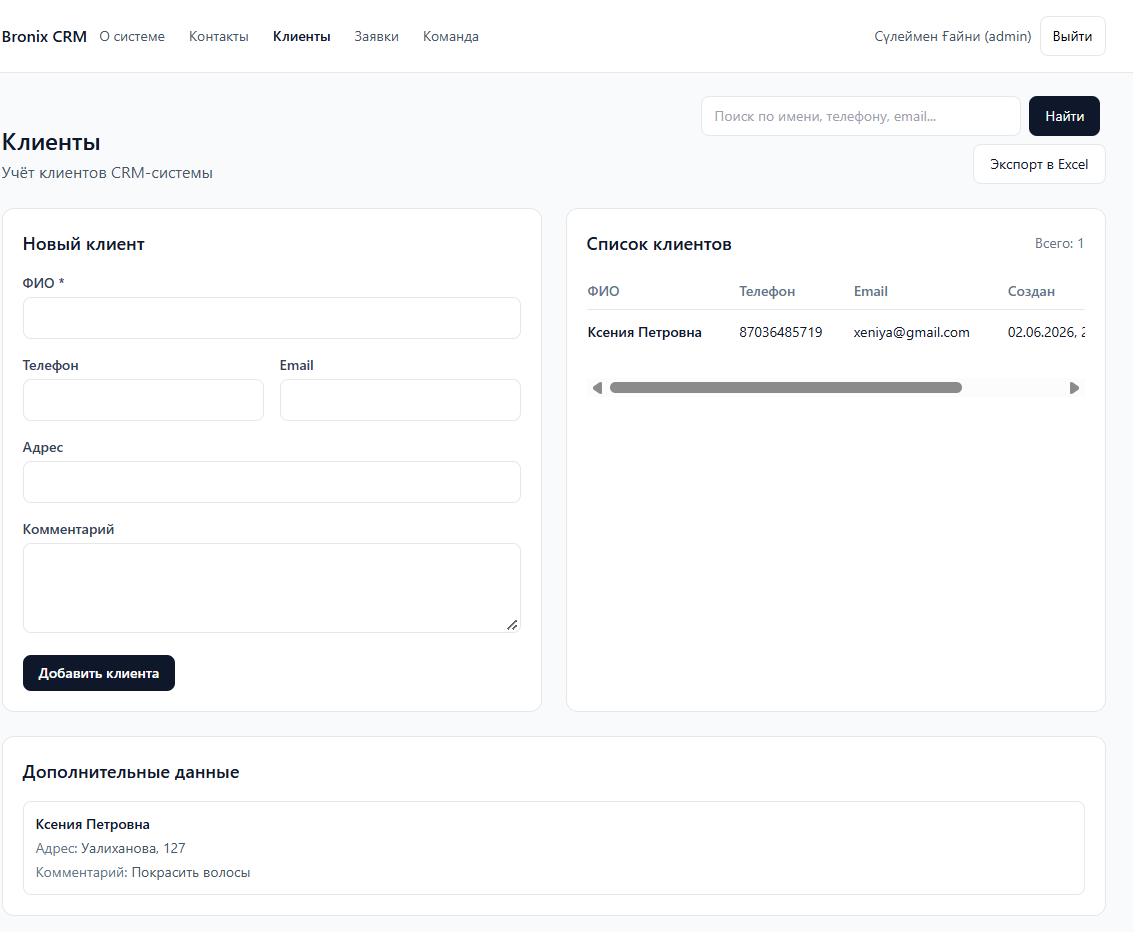 Bronix CRM О системе Контакты Клиенты Заявки Команда Сүлеймен Ғайни (admin) Выйти
Поиск по имени, телефону, email... Найти
Клиенты
Учёт клиентов CRM-системы
Экспорт в Excel
Новый клиент
ФИО *
Телефон Email
Адрес
Комментарий
Добавить клиента
Список клиентов Всего: 1
ФИО Телефон Email Создан
Ксения Петровна 87036485719 xeniya@gmail.com 02.06.2026,
Дополнительные данные
Ксения Петровна
Адрес: Уалиханова, 127
Комментарий: Покрасить волосы